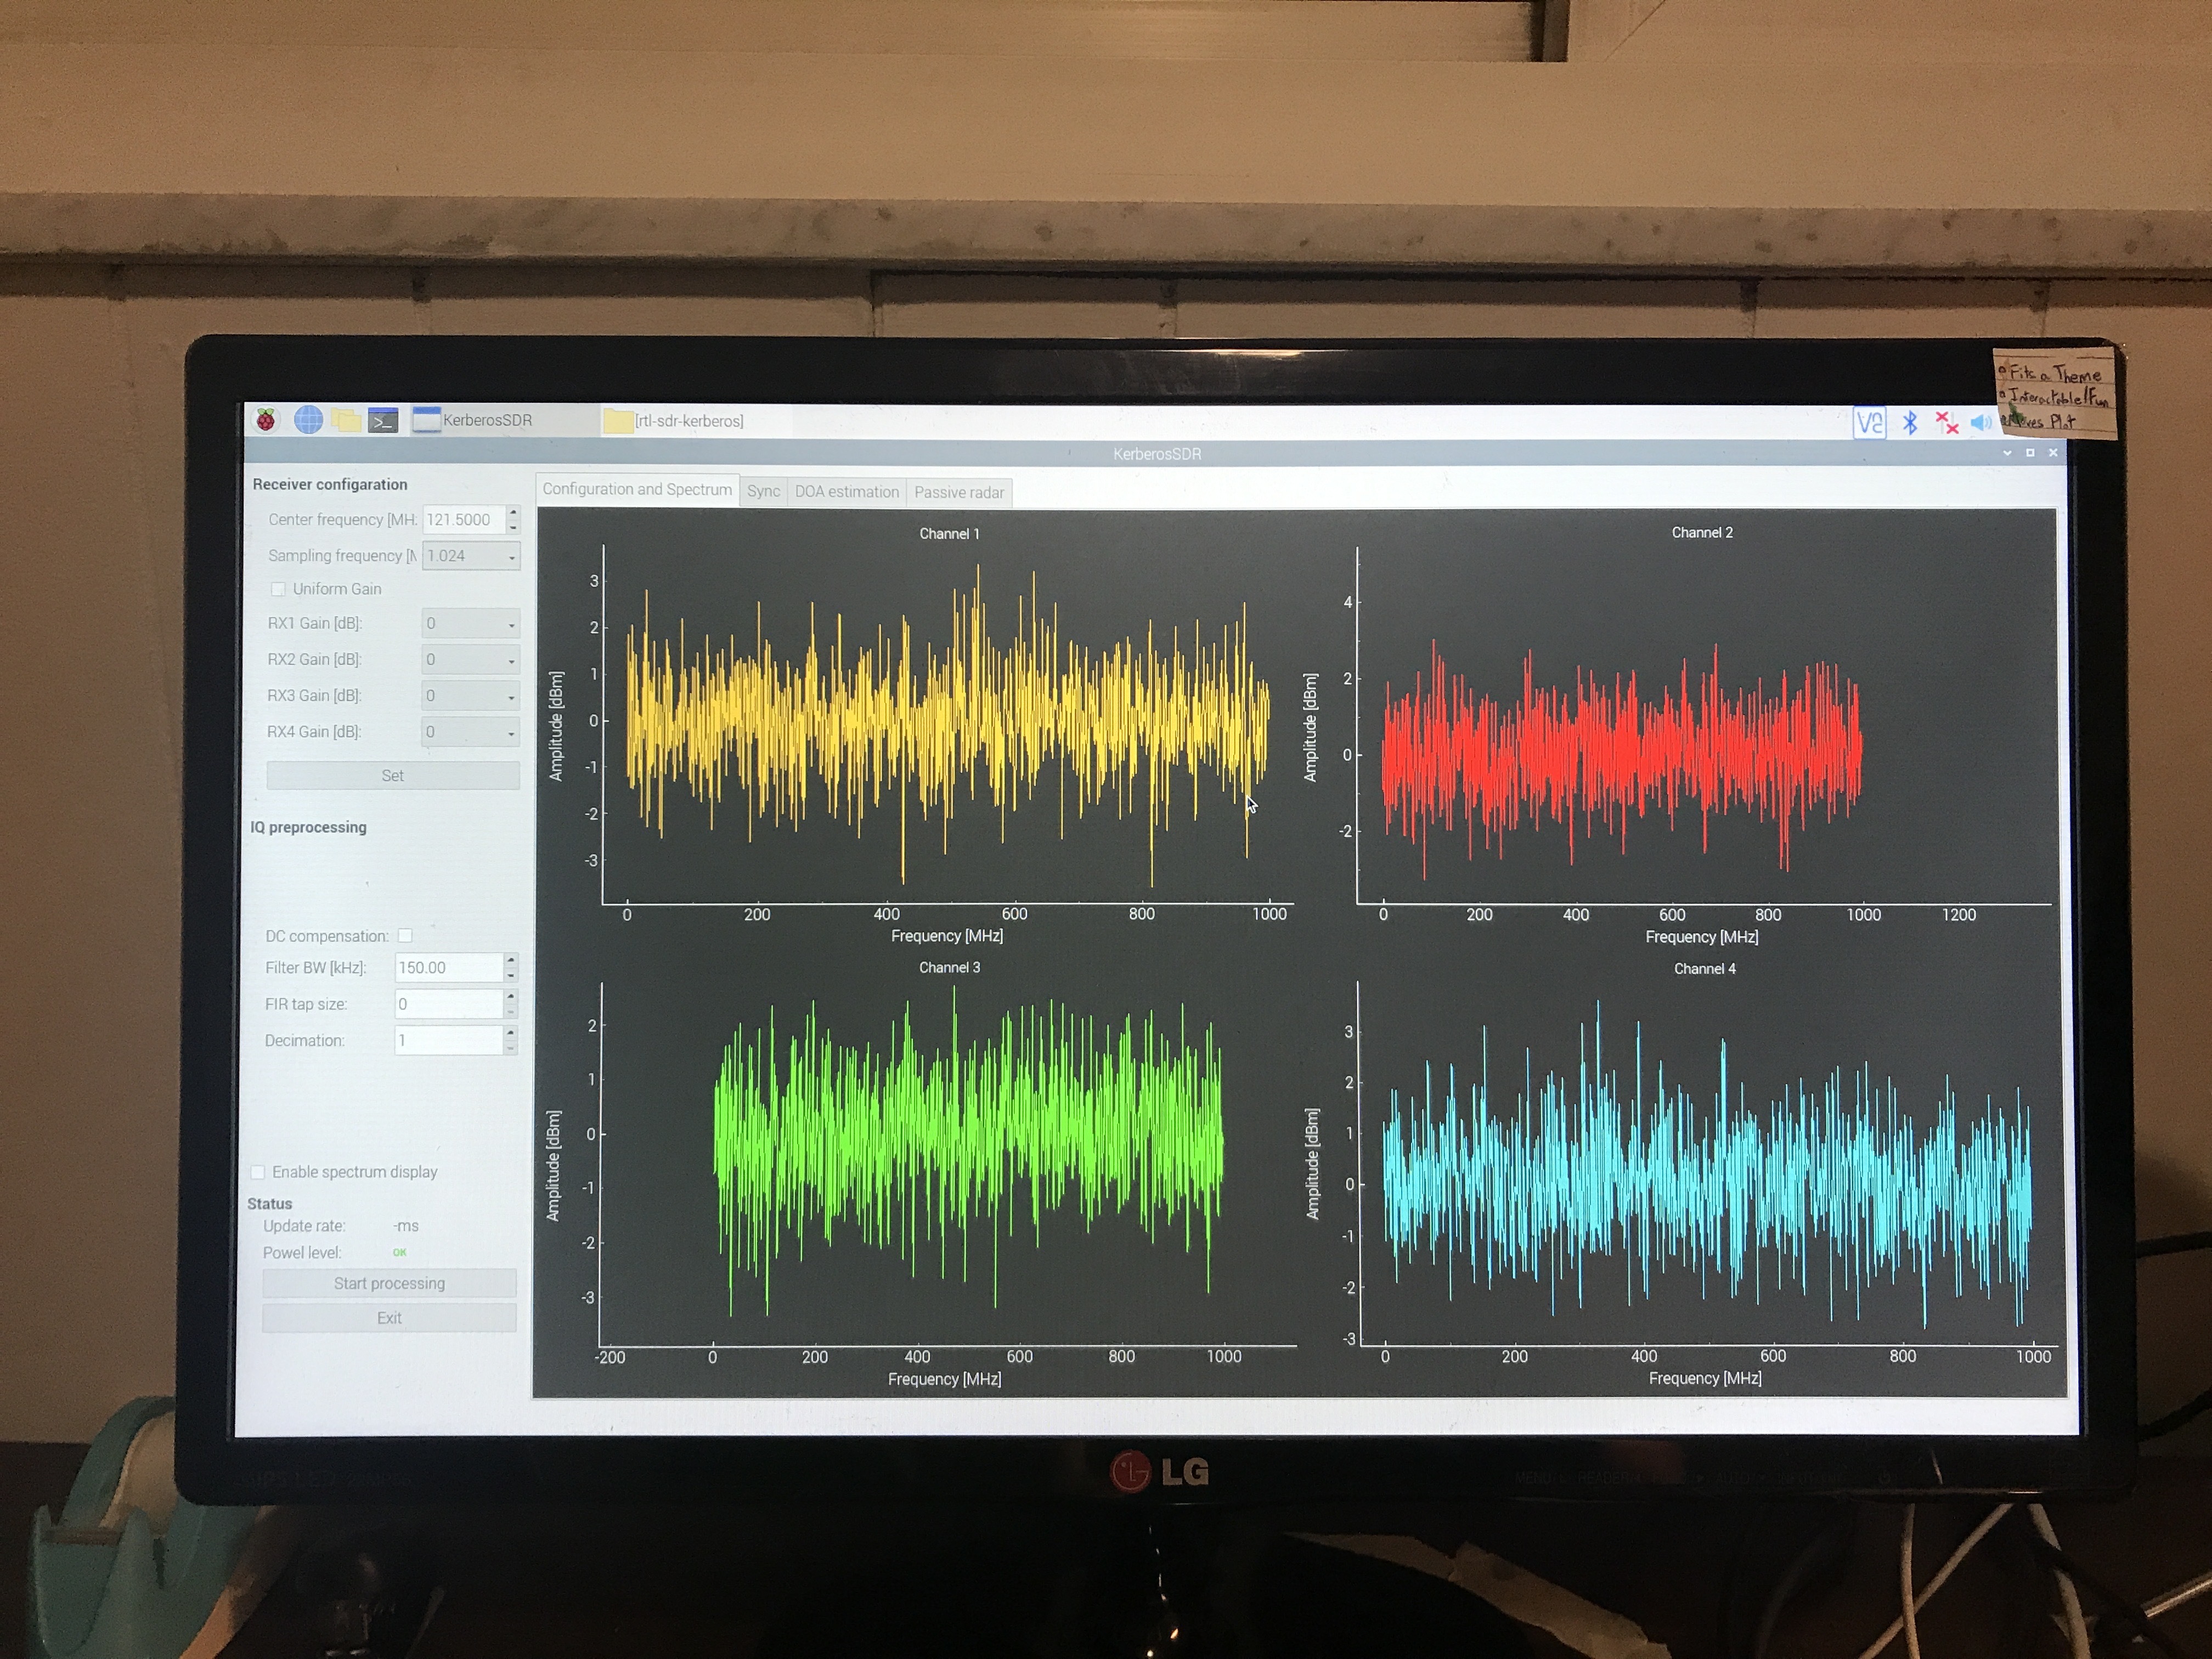 Fits a Theme
Interactable/Fun
Moves Plot
KerberosSDR
[rtl-sdr-kerberos]
V2
KerberosSDR
Receiver configaration
Center frequency [MH:
121.5000
Sampling frequency [M
1.024
Uniform Gain
RX1 Gain [dB]:
0
RX2 Gain [dB]:
0
RX3 Gain [dB]:
0
RX4 Gain [dB]:
0
Set
IQ preprocessing
DC compensation:
Filter BW [kHz]:
150.00
FIR tap size:
0
Decimation:
1
Enable spectrum display
Status
Update rate:
-ms
Powel level:
OK
Start processing
Exit
Configuration and Spectrum
Sync
DOA estimation
Passive radar
Channel 1
Amplitude [dBm]
3
2
1
0
-1
-2
-3
0 200 400 600 800 1000
Frequency [MHz]
Channel 2
Amplitude [dBm]
4
2
0
-2
0 200 400 600 800 1000 1200
Frequency [MHz]
Channel 3
Amplitude [dBm]
2
1
0
-1
-2
-3
-200 0 200 400 600 800 1000
Frequency [MHz]
Channel 4
Amplitude [dBm]
3
2
1
0
-1
-2
-3
0 200 400 600 800 1000
Frequency [MHz]
LG